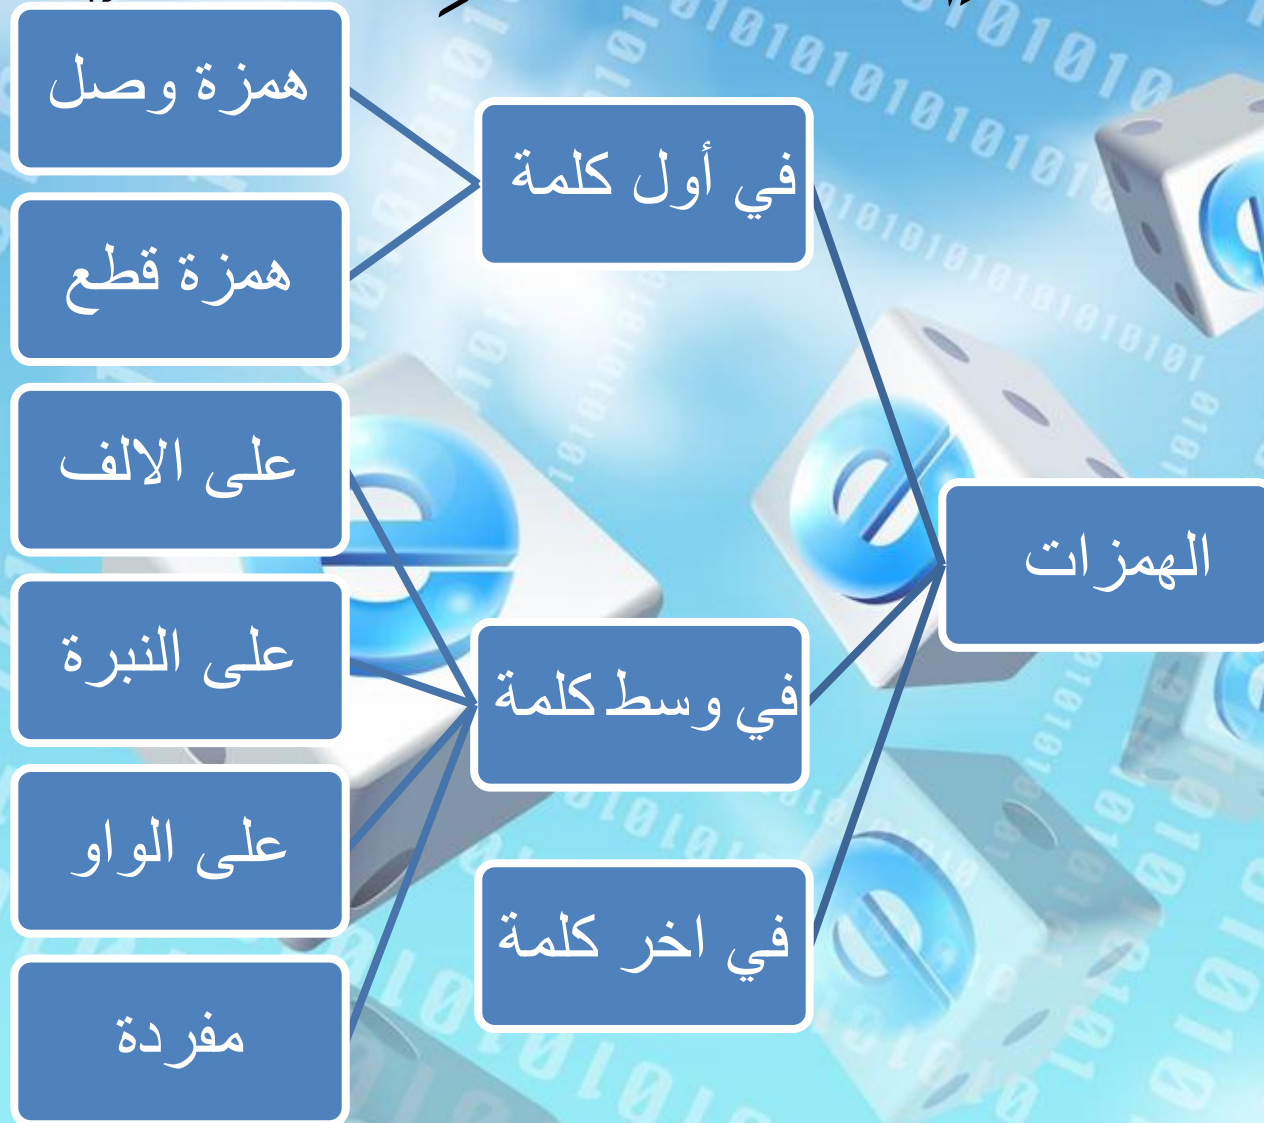 الهمزات
في أول كلمة
همزة وصل
همزة قطع
في وسط كلمة
على الالف
على النبرة
على الواو
مفردة
في اخر كلمة